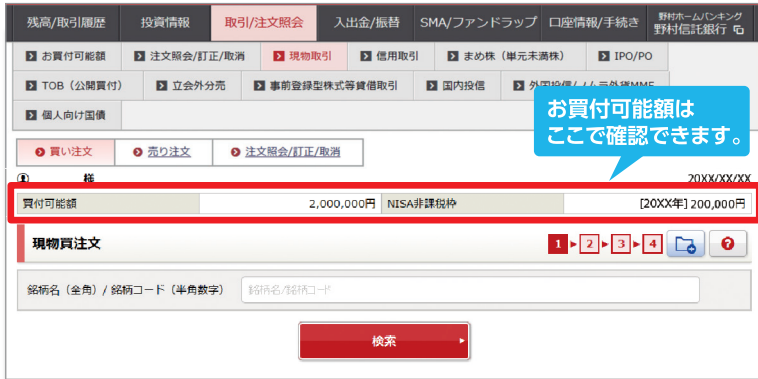 残高/取引履歴 投資情報 取引/注文照会 入出金/振替 SMA/ファンドラップ 口座情報/手続き 野村ホームバンキング
野村信託銀行
お買付可能額 注文照会/訂正/取消 現物取引 信用取引 まめ株（単元未満株） IPO/PO
TOB（公開買付） 立会外分売 事前登録型株式等貸借取引 国内投信
個人向け国債
お買付可能額は
ここで確認できます。
買い注文 売り注文 注文照会/訂正/取消
様 20XX/XX/XX
買付可能額 2,000,000円 NISA非課税枠 [20XX年] 200,000円
現物買注文 1 2 3 4 ?
銘柄名（全角）/ 銘柄コード（半角数字） 銘柄名/銘柄コード
検索